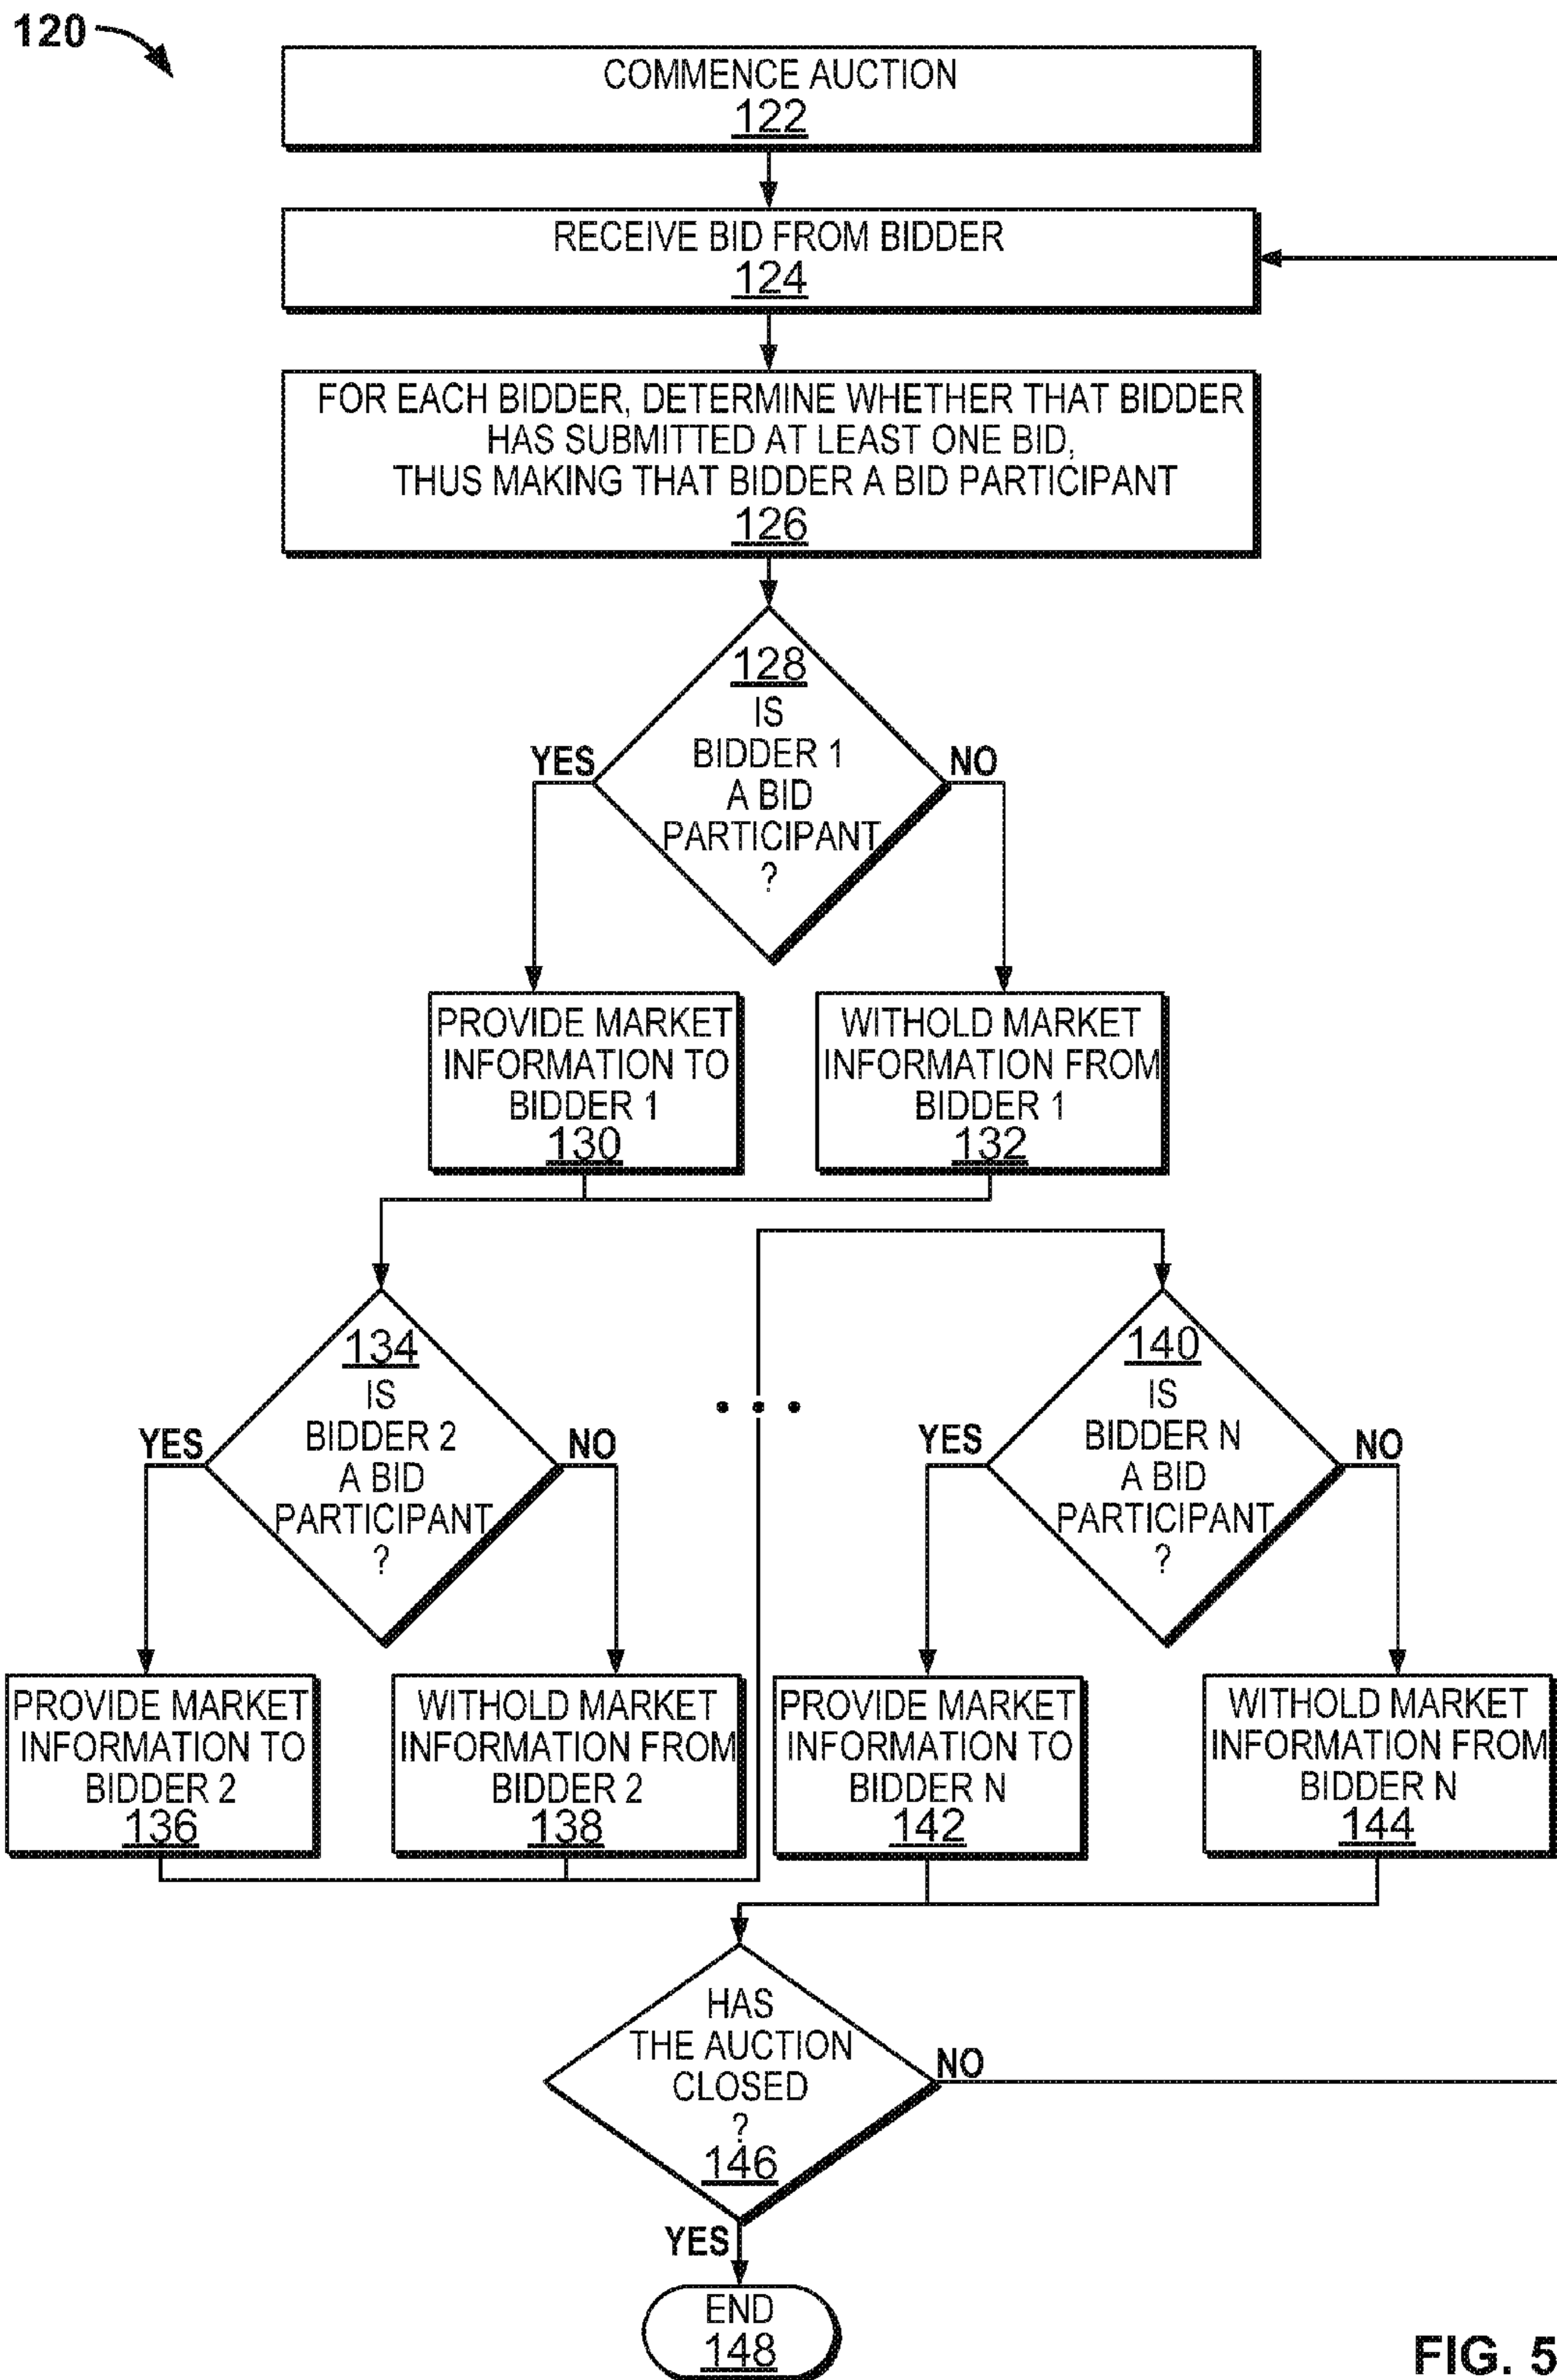 120
COMMENCE AUCTION
122
RECEIVE BID FROM BIDDER
124
FOR EACH BIDDER, DETERMINE WHETHER THAT BIDDER
HAS SUBMITTED AT LEAST ONE BID,
THUS MAKING THAT BIDDER A BID PARTICIPANT
126
128
IS
BIDDER 1
A BID
PARTICIPANT
?
YES
NO
PROVIDE MARKET
INFORMATION TO
BIDDER 1
130
WITHOLD MARKET
INFORMATION FROM
BIDDER 1
132
134
IS
BIDDER 2
A BID
PARTICIPANT
?
YES
NO
• • •
140
IS
BIDDER N
A BID
PARTICIPANT
?
YES
NO
PROVIDE MARKET
INFORMATION TO
BIDDER 2
136
WITHOLD MARKET
INFORMATION FROM
BIDDER 2
138
PROVIDE MARKET
INFORMATION TO
BIDDER N
142
WITHOLD MARKET
INFORMATION FROM
BIDDER N
144
HAS
THE AUCTION
CLOSED
?
146
NO
YES
END
148
FIG. 5